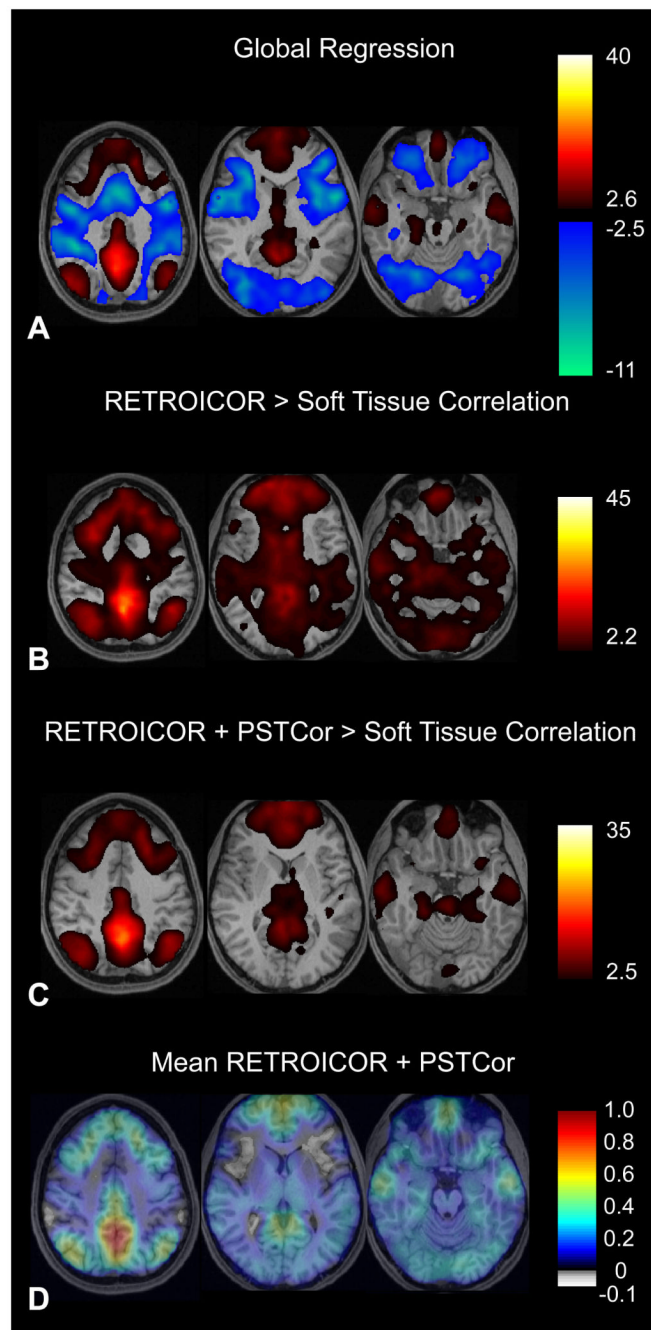 Global Regression
40
2.6
-2.5
-11
A
RETROICOR > Soft Tissue Correlation
45
2.2
B
RETROICOR + PSTCor > Soft Tissue Correlation
35
2.5
C
Mean RETROICOR + PSTCor
1.0
0.8
0.6
0.4
0.2
0
-0.1
D